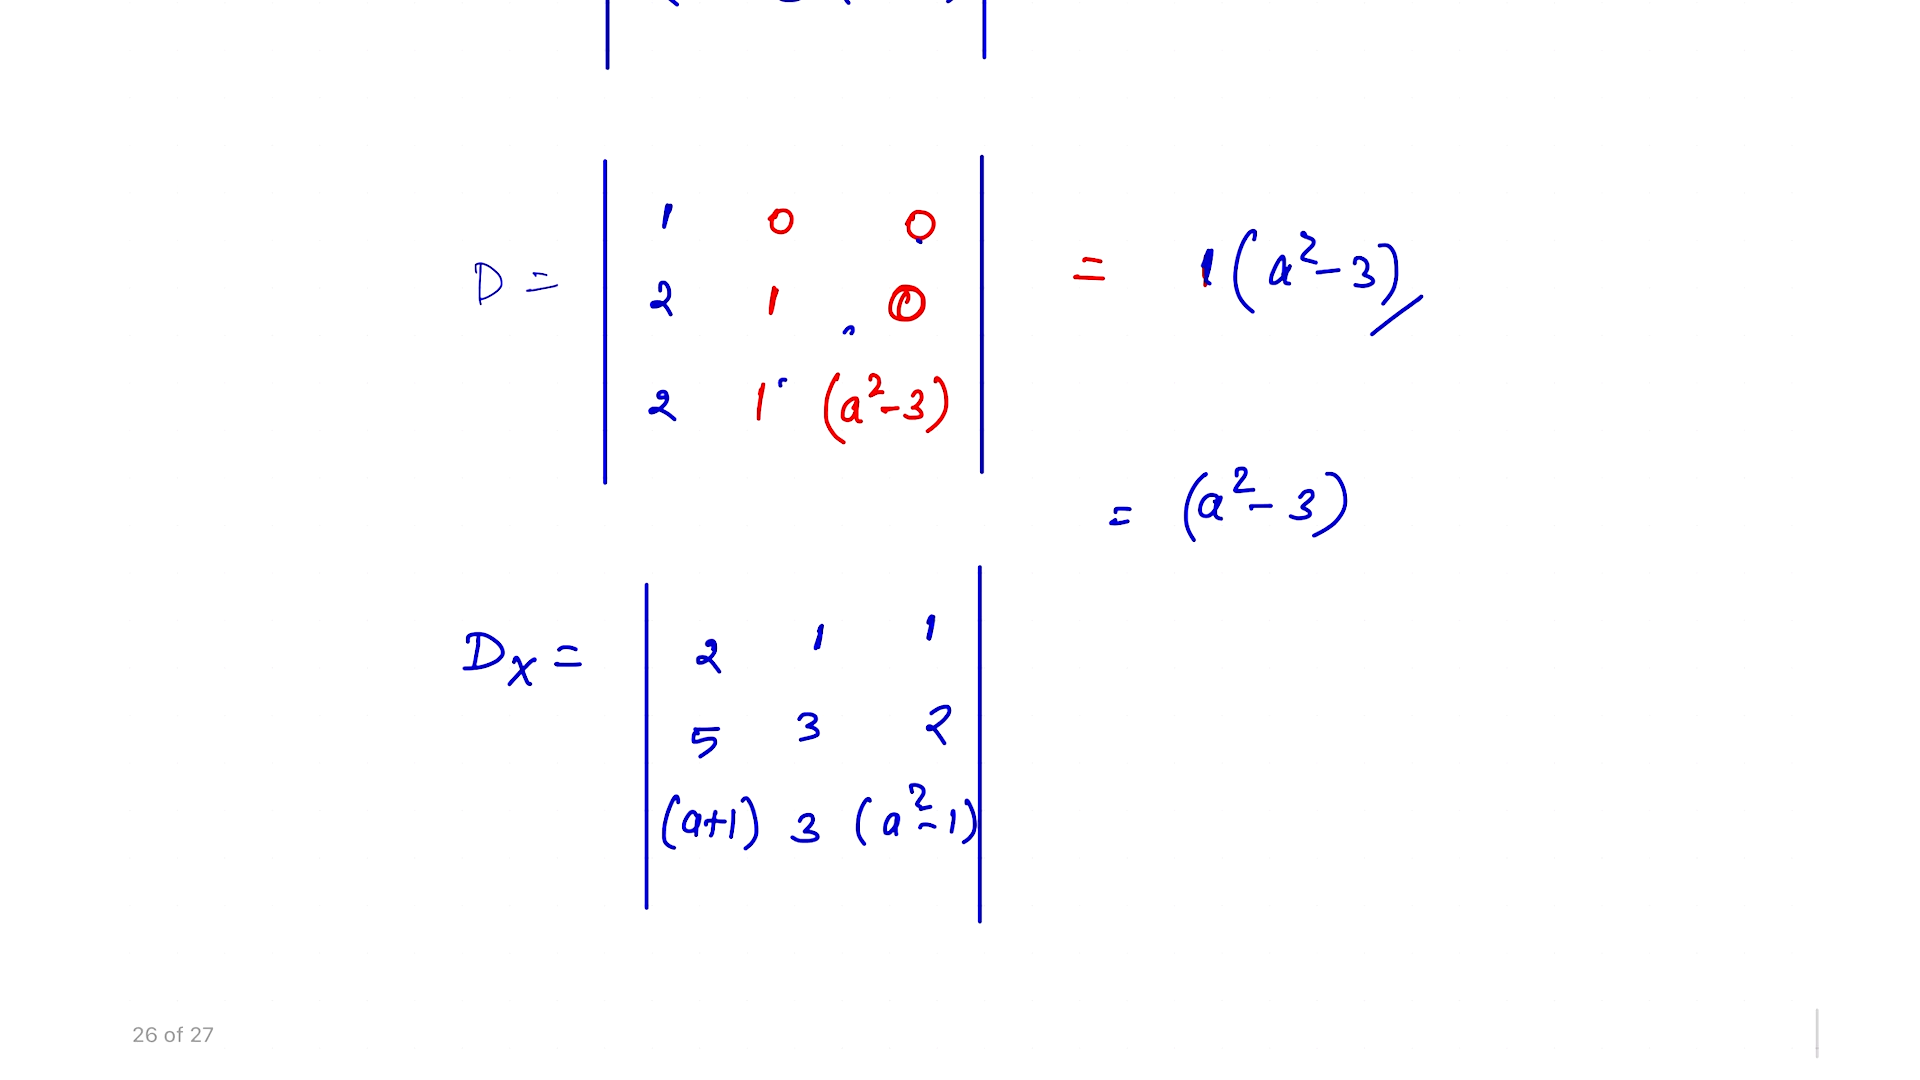 D = | 1 0 0 | = 1(a²-3)
| 2 1 0 |
| 2 1 (a²-3) |
= (a²-3)
Dx = | 2 1 1 |
| 5 3 2 |
| (a+1) 3 (a²-1) |
26 of 27